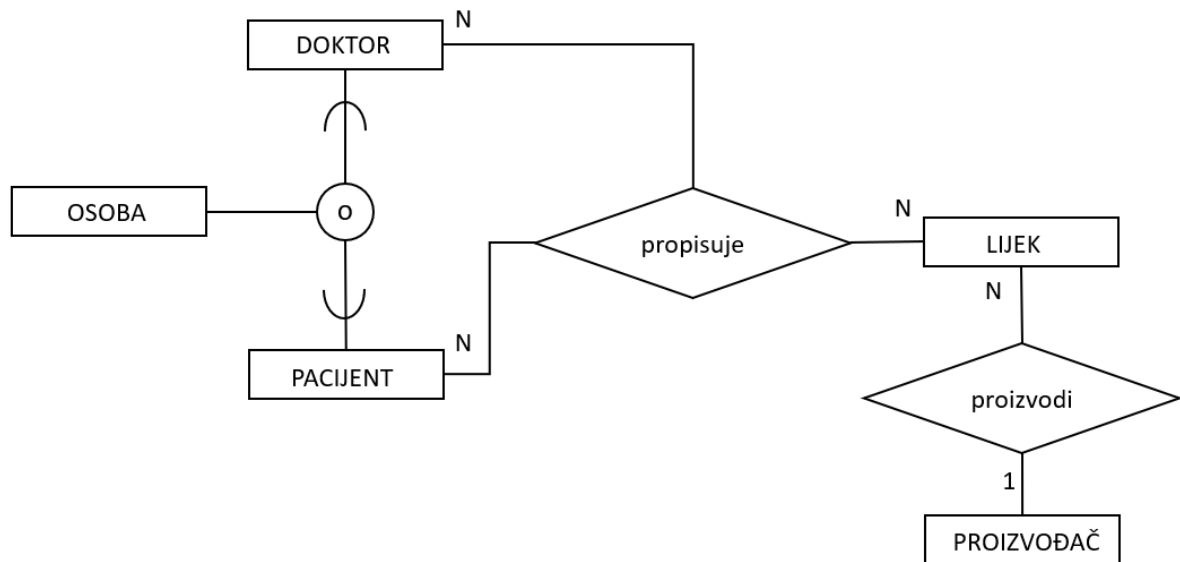 N
DOKTOR
OSOBA
o
N
propisuje
LIJEK
N
N
PACIJENT
proizvodi
1
PROIZVOĐAČ